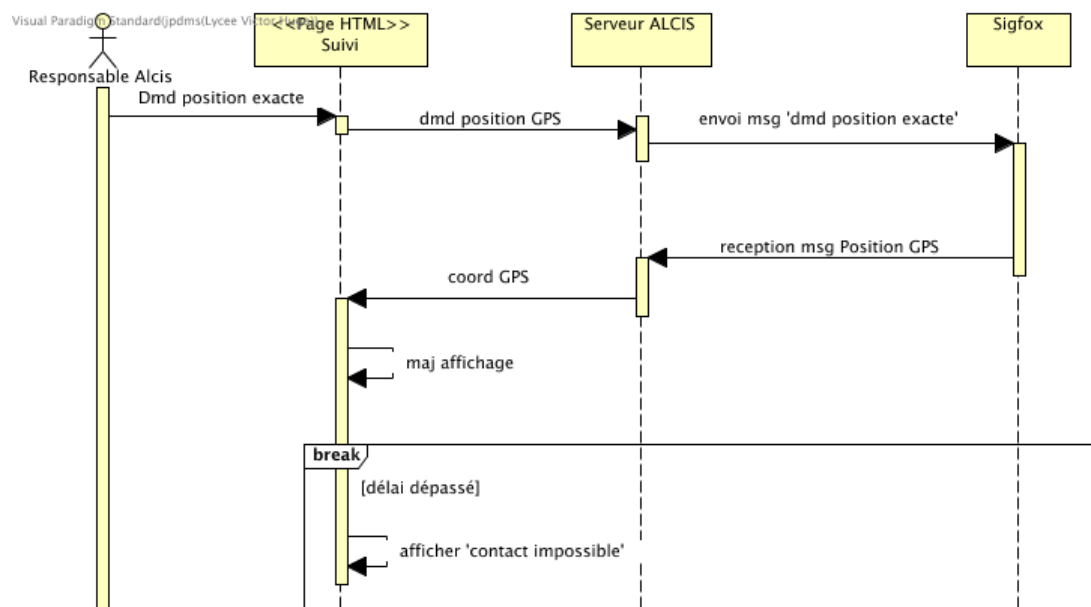 Visual Paradigm Standard(jpdms(Lycee Victor Hugo))
<<Page HTML>>
Suivi
Serveur ALCIS
Sigfox
Responsable Alcis
Dmd position exacte
dmd position GPS
envoi msg 'dmd position exacte'
reception msg Position GPS
coord GPS
maj affichage
break
[délai dépassé]
afficher 'contact impossible'